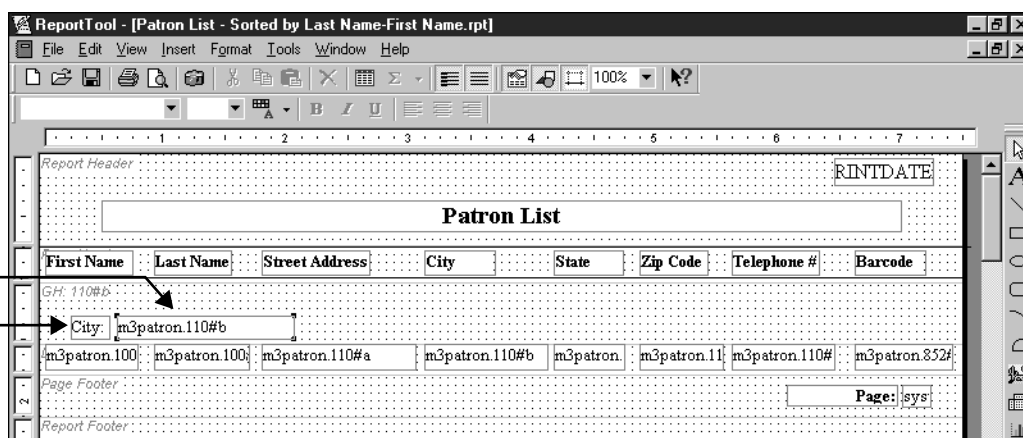 ReportTool - [Patron List - Sorted by Last Name-First Name.rpt]
File Edit View Insert Format Tools Window Help
100%
B I U
1 2 3 4 5 6 7
Report Header
RINTDATE
Patron List
First Name Last Name Street Address City State Zip Code Telephone # Barcode
GH: 110#b
City: m3patron.110#b
m3patron.100 m3patron.100 m3patron.110#a m3patron.110#b m3patron. m3patron.11 m3patron.110# m3patron.852#
Page Footer
Page: sys
2
Report Footer